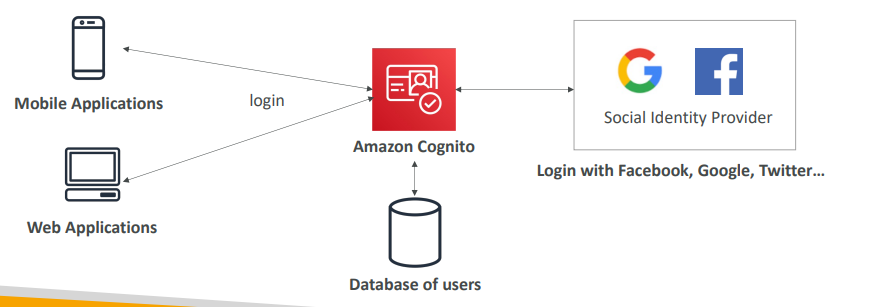 Mobile Applications
login
Amazon Cognito
Social Identity Provider
Login with Facebook, Google, Twitter...
Web Applications
Database of users